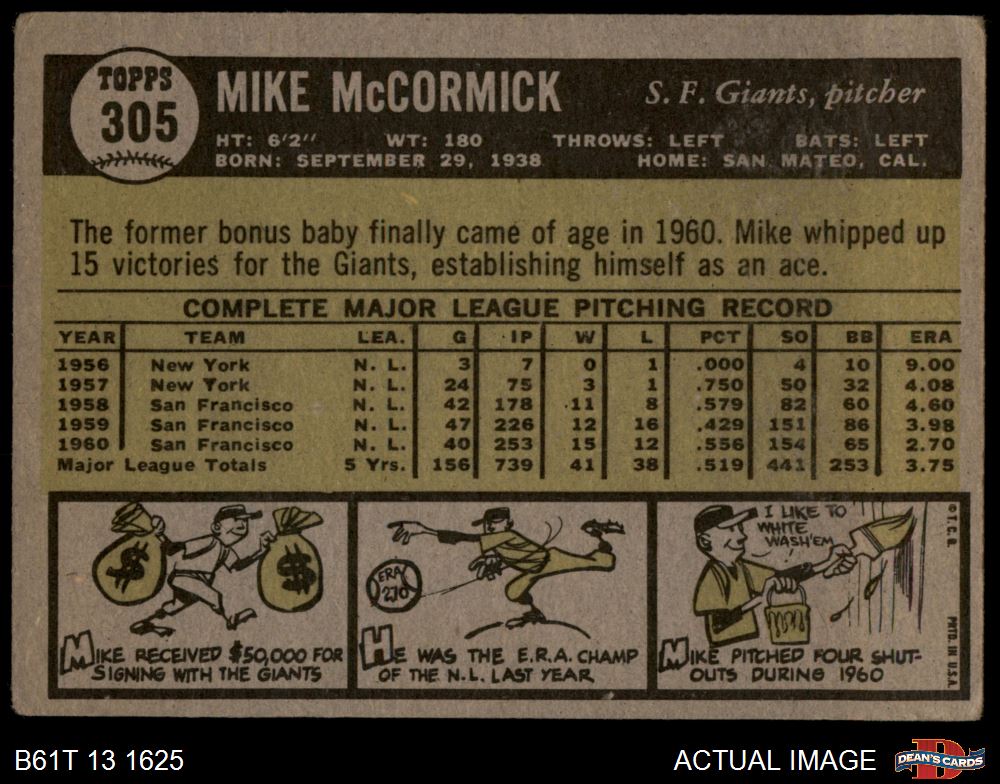 TOPPS
305
MIKE McCORMICK
S. F. Giants, pitcher
HT: 6'2" WT: 180 THROWS: LEFT BATS: LEFT
BORN: SEPTEMBER 29, 1938 HOME: SAN MATEO, CAL.
The former bonus baby finally came of age in 1960. Mike whipped up
15 victories for the Giants, establishing himself as an ace.
COMPLETE MAJOR LEAGUE PITCHING RECORD
YEAR TEAM LEA. G IP W L PCT SO BB ERA
1956 New York N. L. 3 7 0 1 .000 4 10 9.00
1957 New York N. L. 24 75 3 1 .750 50 32 4.08
1958 San Francisco N. L. 42 178 11 8 .579 82 60 4.60
1959 San Francisco N. L. 47 226 12 16 .429 151 86 3.98
1960 San Francisco N. L. 40 253 15 12 .556 154 65 2.70
Major League Totals 5 Yrs. 156 739 41 38 .519 441 253 3.75
$ $
MIKE RECEIVED $50,000 FOR
SIGNING WITH THE GIANTS
ERA
2.70
HE WAS THE E.R.A. CHAMP
OF THE N.L. LAST YEAR
I LIKE TO
WHITE
WASH'EM
!
MIKE PITCHED FOUR SHUT-
OUTS DURING 1960
© T. C. G.
PRTD. IN U.S.A.
B61T 13 1625
ACTUAL IMAGE
DEAN'S CARDS